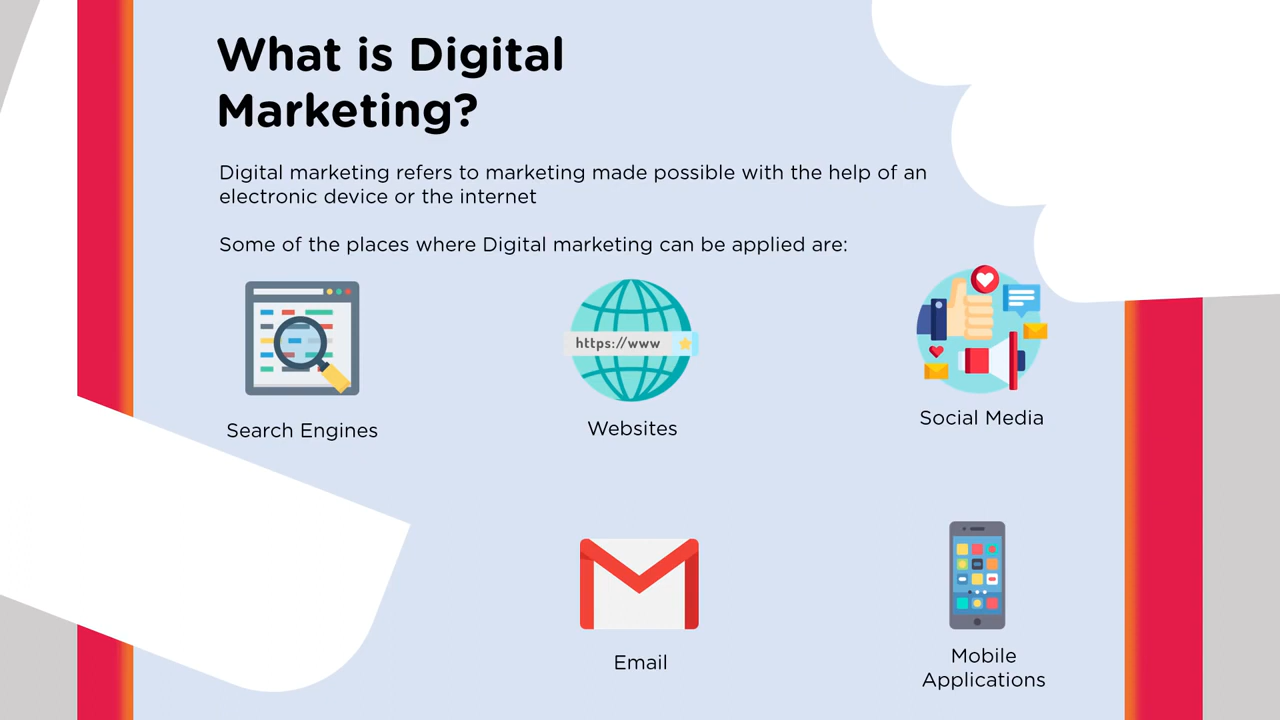 What is Digital
Marketing?
Digital marketing refers to marketing made possible with the help of an
electronic device or the internet
Some of the places where Digital marketing can be applied are:
https://www
Search Engines
Websites
Social Media
Email
Mobile
Applications